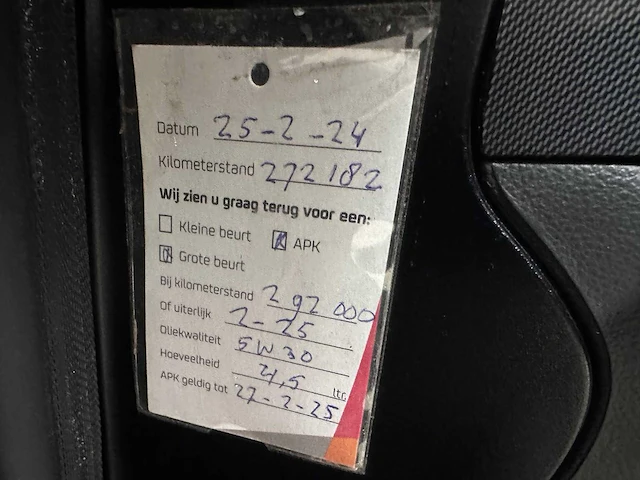 Datum 25-2-24
Kilometerstand 272182
Wij zien u graag terug voor een:
Kleine beurt APK
Grote beurt
Bij kilometerstand 292 000
Of uiterlijk 2-25
Oliekwaliteit 5W30
Hoeveelheid 4,5 ltr
APK geldig tot 27-2-25